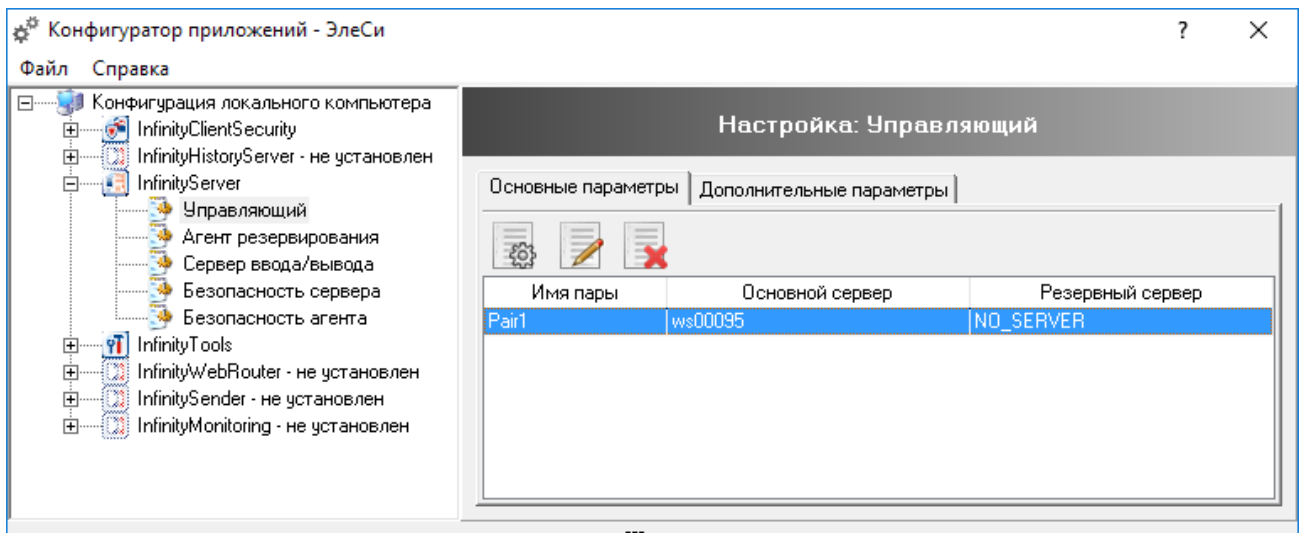 Конфигуратор приложений - ЭлеСи
?
Файл Справка
Конфигурация локального компьютера
InfinityClientSecurity
InfinityHistoryServer - не установлен
InfinityServer
Управляющий
Агент резервирования
Сервер ввода/вывода
Безопасность сервера
Безопасность агента
InfinityTools
InfinityWebRouter - не установлен
InfinitySender - не установлен
InfinityMonitoring - не установлен
Настройка: Управляющий
Основные параметры Дополнительные параметры
Имя пары Основной сервер Резервный сервер
Pair1 ws00095 NO_SERVER